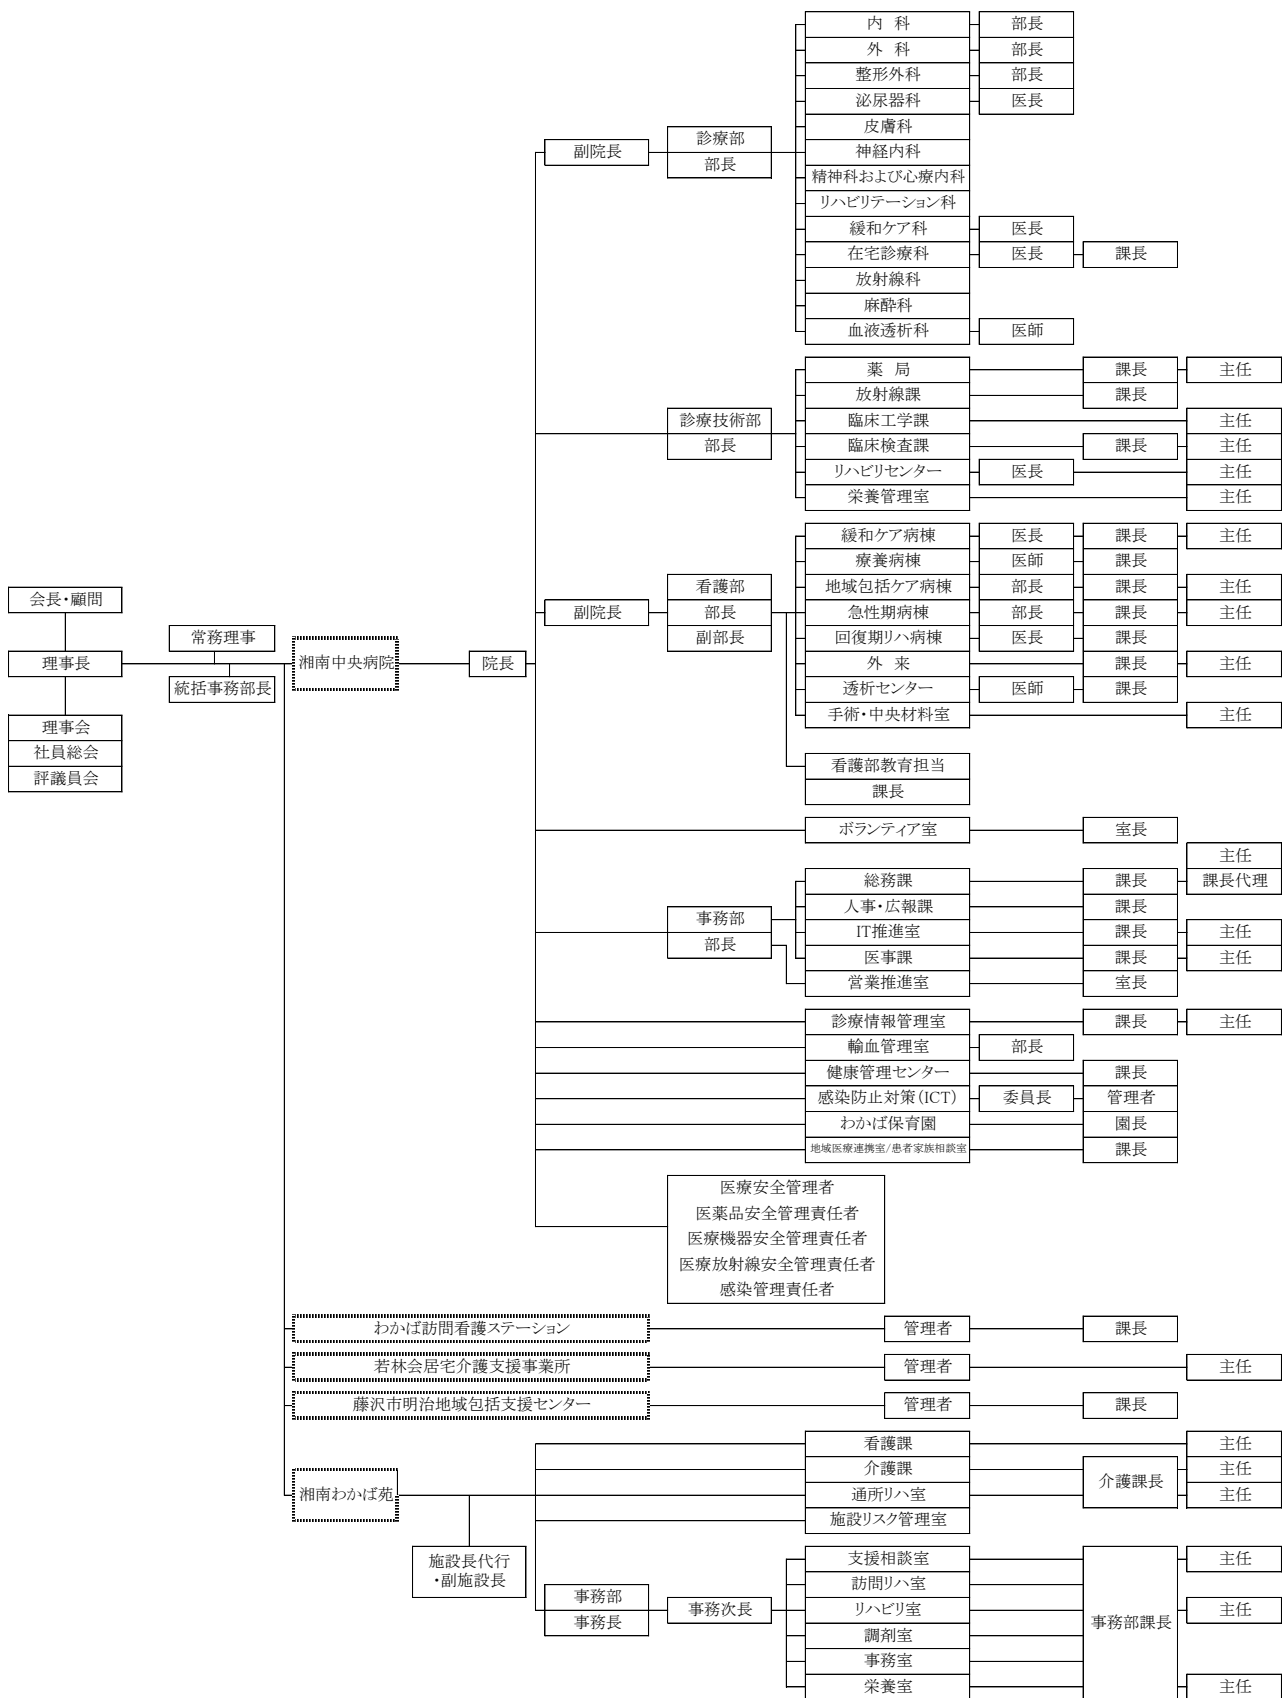 会長・顧問
理事長
理事会
社員総会
評議員会
常務理事
統括事務部長
湘南中央病院
院長
副院長
診療部
部長
内 科 部長
外 科 部長
整形外科 部長
泌尿器科 医長
皮膚科
神経内科
精神科および心療内科
リハビリテーション科
緩和ケア科 医長
在宅診療科 医長 課長
放射線科
麻酔科
血液透析科 医師
診療技術部
部長
薬 局 課長 主任
放射線課 課長
臨床工学課 主任
臨床検査課 課長 主任
リハビリセンター 医長 主任
栄養管理室 主任
副院長
看護部
部長
副部長
緩和ケア病棟 医長 課長 主任
療養病棟 医師 課長
地域包括ケア病棟 部長 課長 主任
急性期病棟 部長 課長 主任
回復期リハ病棟 医長 課長
外 来 課長 主任
透析センター 医師 課長
手術・中央材料室 主任
看護部教育担当
課長
ボランティア室 室長
事務部
部長
主任
総務課 課長 課長代理
人事・広報課 課長
IT推進室 課長 主任
医事課 課長 主任
営業推進室 室長
診療情報管理室 課長 主任
輸血管理室 部長
健康管理センター 課長
感染防止対策(ICT) 委員長 管理者
わかば保育園 園長
地域医療連携室/患者家族相談室 課長
医療安全管理者
医薬品安全管理責任者
医療機器安全管理責任者
医療放射線安全管理責任者
感染管理責任者
わかば訪問看護ステーション 管理者 課長
若林会居宅介護支援事業所 管理者 主任
藤沢市明治地域包括支援センター 管理者 課長
湘南わかば苑
施設長代行
・副施設長
看護課 主任
介護課 主任
介護課長
通所リハ室 主任
施設リスク管理室
事務部
事務長
事務次長
支援相談室 主任
訪問リハ室
リハビリ室 主任
事務部課長
調剤室
事務室
栄養室 主任